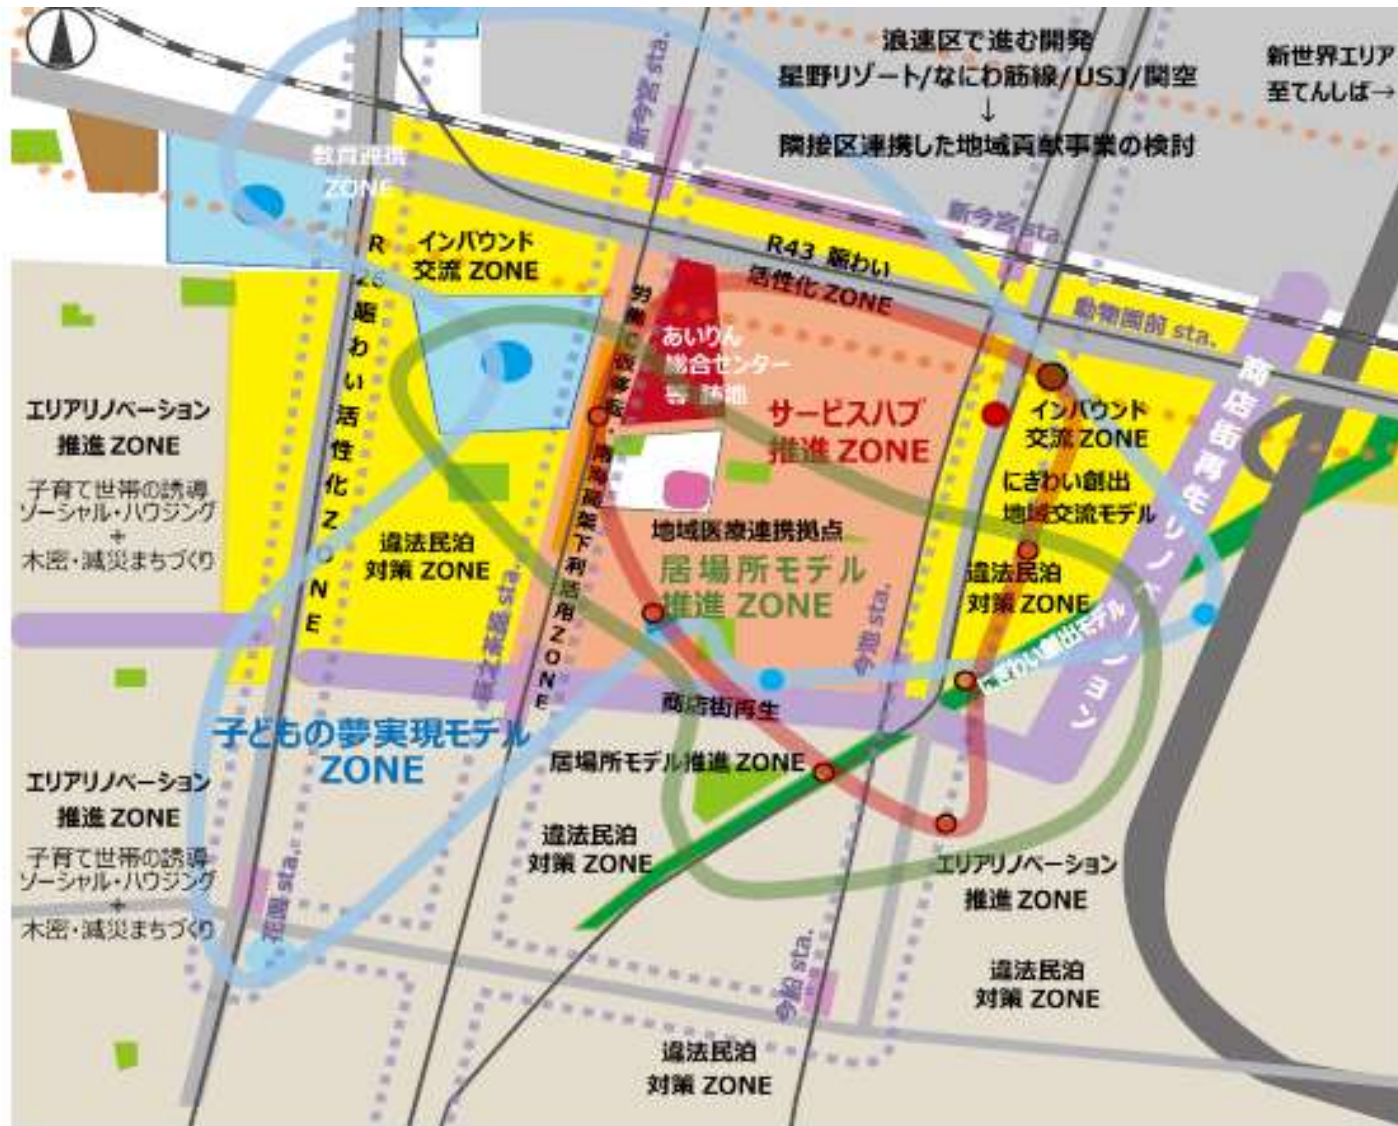 浪速区で進む開発
星野リゾート/なにわ筋線/USJ/関空
↓
隣接区連携した地域貢献事業の検討
新世界エリア
至てんしば→
新今宮 sta.
教育連携
ZONE
新今宮 sta.
インバウンド
交流 ZONE
R43 賑わい
活性化 ZONE
動物園前 sta.
R
26
賑わい活性化ZONE
あいりん
総合センター
等 跡地
サービスハブ
推進 ZONE
インバウンド
交流 ZONE
にぎわい創出
地域交流モデル
商店街再生リノベーション
エリアリノベーション
推進 ZONE
子育て世帯の誘導
ソーシャル・ハウジング
+
木密・減災まちづくり
違法民泊
対策 ZONE
高架下利活用ZONE
地域医療連携拠点
居場所モデル
推進 ZONE
違法民泊
対策 ZONE
萩之茶屋 sta.
今池 sta.
にぎわい創出モデル
商店街再生
子どもの夢実現モデル
ZONE
居場所モデル推進 ZONE
エリアリノベーション
推進 ZONE
子育て世帯の誘導
ソーシャル・ハウジング
+
木密・減災まちづくり
違法民泊
対策 ZONE
花園 sta.
エリアリノベーション
推進 ZONE
今船 sta.
違法民泊
対策 ZONE
違法民泊
対策 ZONE